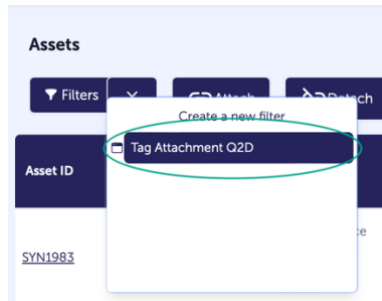 Assets
Filters
Attach
Detach
Create a new filter
Tag Attachment Q2D
Asset ID
SYN1983